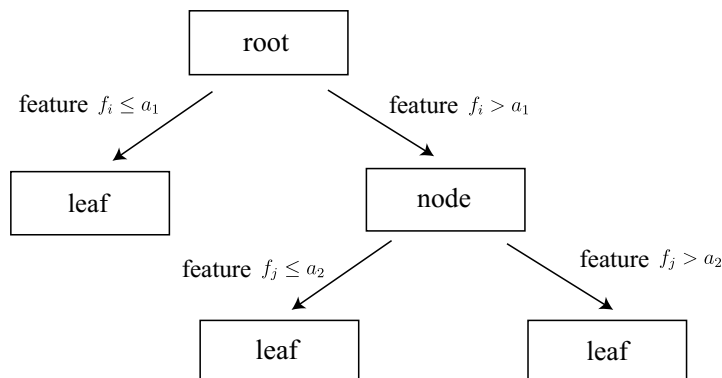 root
feature f_i ≤ a_1
feature f_i > a_1
leaf
node
feature f_j ≤ a_2
feature f_j > a_2
leaf
leaf